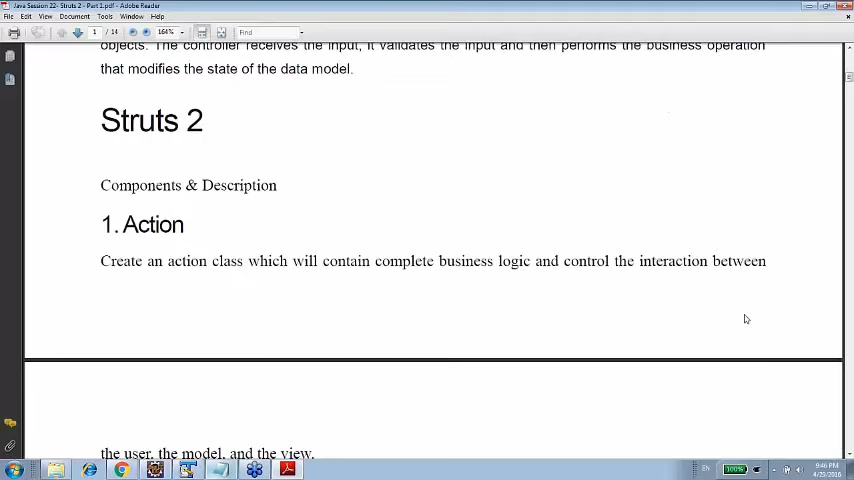 Java Session 22- Struts 2 - Part 1.pdf - Adobe Reader
File Edit View Document Tools Window Help
1 / 14 164% Find
objects. The controller receives the input, it validates the input and then performs the business operation
that modifies the state of the data model.
Struts 2
Components & Description
1. Action
Create an action class which will contain complete business logic and control the interaction between
the user, the model, and the view.
EN 100% 9:46 PM
4/29/2016